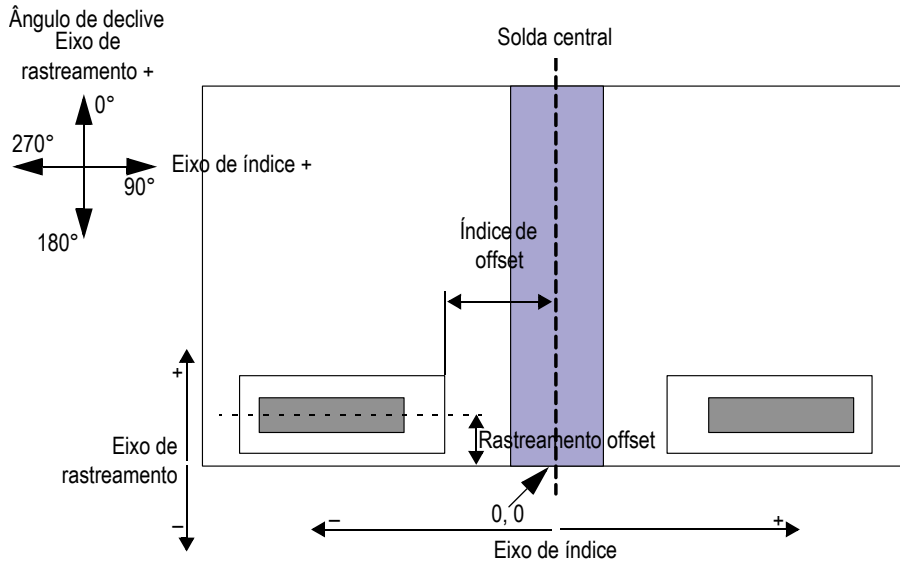 Ângulo de declive
Eixo de
rastreamento +
0°
270°
90°
180°
Eixo de índice +
Solda central
Índice de
offset
+
Eixo de
rastreamento
–
Rastreamento offset
0, 0
–
+
Eixo de índice